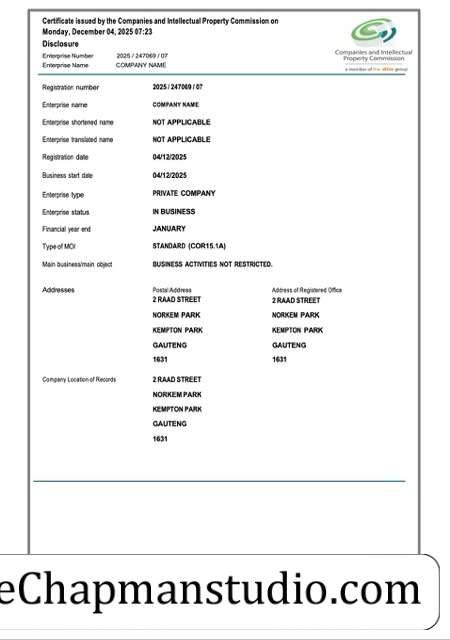 Certificate issued by the Companies and Intellectual Property Commission on
Monday, December 04, 2025 07:23
Disclosure
Enterprise Number 2025 / 247069 / 07
Enterprise Name COMPANY NAME
Companies and Intellectual
Property Commission
a member of the dtic group
Registration number 2025 / 247069 / 07
Enterprise name COMPANY NAME
Enterprise shortened name NOT APPLICABLE
Enterprise translated name NOT APPLICABLE
Registration date 04/12/2025
Business start date 04/12/2025
Enterprise type PRIVATE COMPANY
Enterprise status IN BUSINESS
Financial year end JANUARY
Type of MOI STANDARD (COR15.1A)
Main business/main object BUSINESS ACTIVITIES NOT RESTRICTED.
Addresses Postal Address Address of Registered Office
2 RAAD STREET 2 RAAD STREET
NORKEM PARK NORKEM PARK
KEMPTON PARK KEMPTON PARK
GAUTENG GAUTENG
1631 1631
Company Location of Records 2 RAAD STREET
NORKEM PARK
KEMPTON PARK
GAUTENG
1631
eChapmanstudio.com